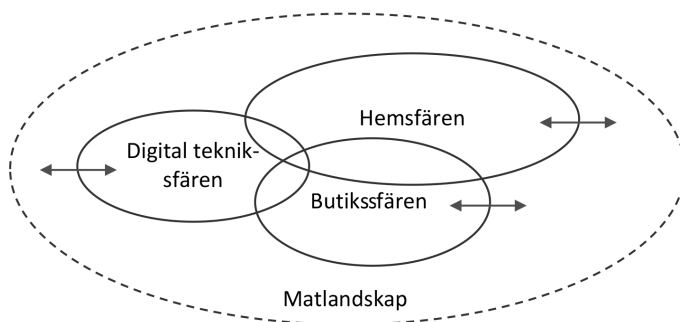 Hemsfären
Digital teknik-
sfären
Butikssfären
Matlandskap